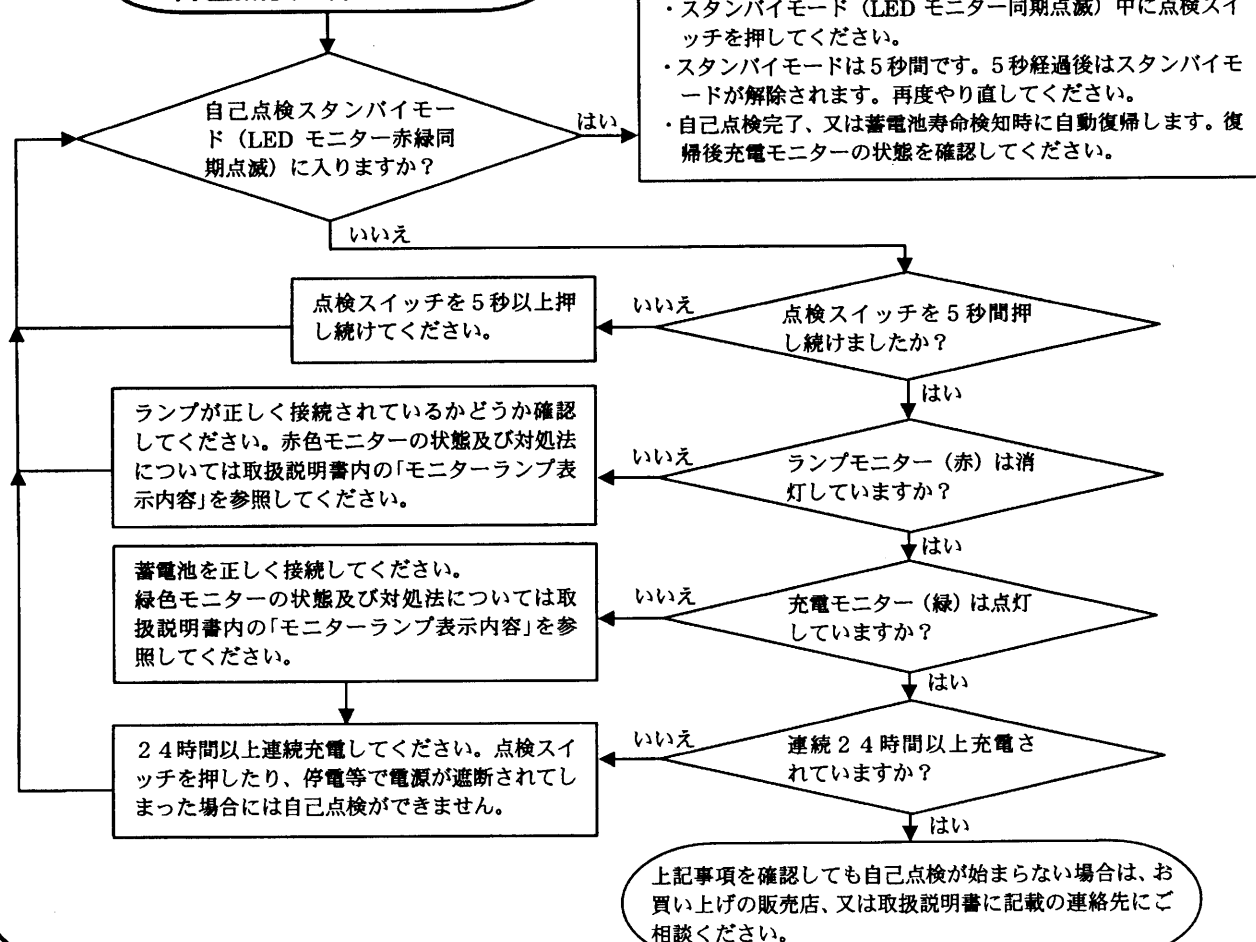 ・スタンバイモード（LED モニター同期点滅）中に点検スイ
ッチを押してください。
・スタンバイモードは５秒間です。５秒経過後はスタンバイモ
ードが解除されます。再度やり直してください。
・自己点検完了、又は蓄電池寿命検知時に自動復帰します。復
帰後充電モニターの状態を確認してください。
自己点検スタンバイモー
ド（LED モニター赤緑同
期点滅）に入りますか？
はい
いいえ
点検スイッチを５秒間押
し続けましたか？
いいえ
点検スイッチを５秒以上押
し続けてください。
はい
ランプモニター（赤）は消
灯していますか？
いいえ
ランプが正しく接続されているかどうか確認
してください。赤色モニターの状態及び対処法
については取扱説明書内の「モニターランプ表
示内容」を参照してください。
はい
充電モニター（緑）は点灯
していますか？
いいえ
蓄電池を正しく接続してください。
緑色モニターの状態及び対処法については取
扱説明書内の「モニターランプ表示内容」を参
照してください。
はい
連続２４時間以上充電さ
れていますか？
いいえ
２４時間以上連続充電してください。点検スイ
ッチを押したり、停電等で電源が遮断されてし
まった場合には自己点検ができません。
はい
上記事項を確認しても自己点検が始まらない場合は、お
買い上げの販売店、又は取扱説明書に記載の連絡先にご
相談ください。